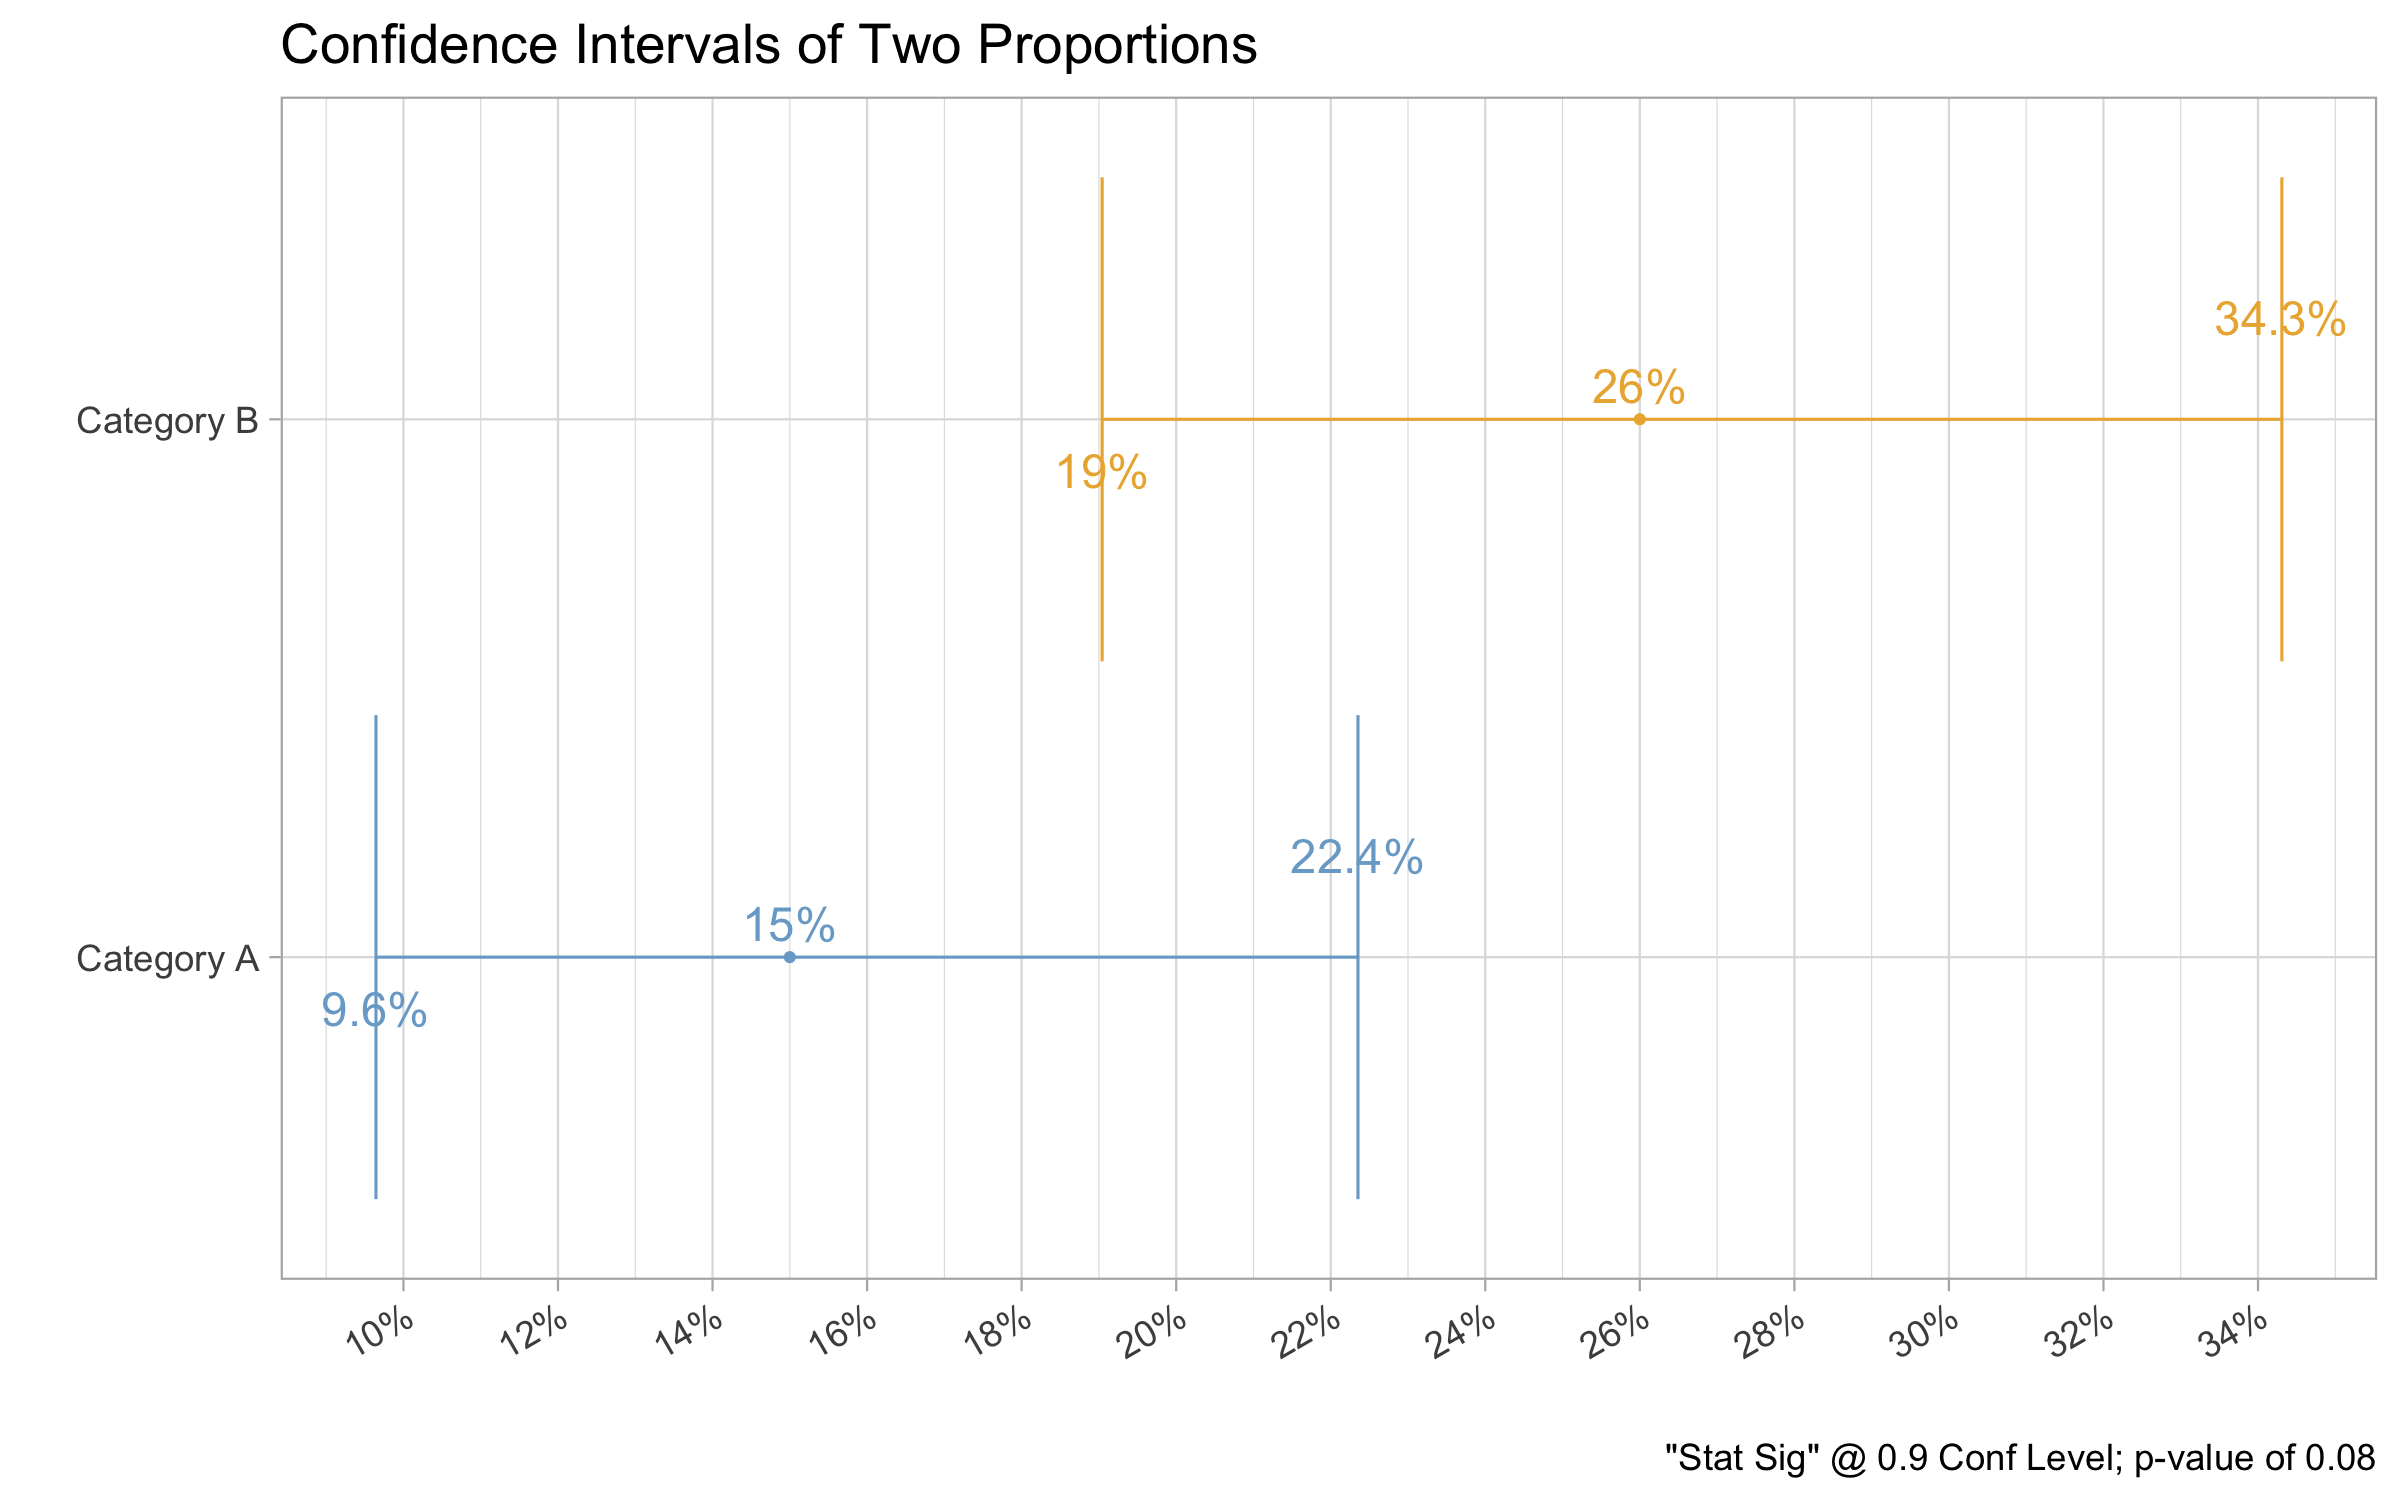 Confidence Intervals of Two Proportions
34.3%
26%
Category B
19%
22.4%
15%
Category A
9.6%
10% 12% 14% 16% 18% 20% 22% 24% 26% 28% 30% 32% 34%
"Stat Sig" @ 0.9 Conf Level; p-value of 0.08